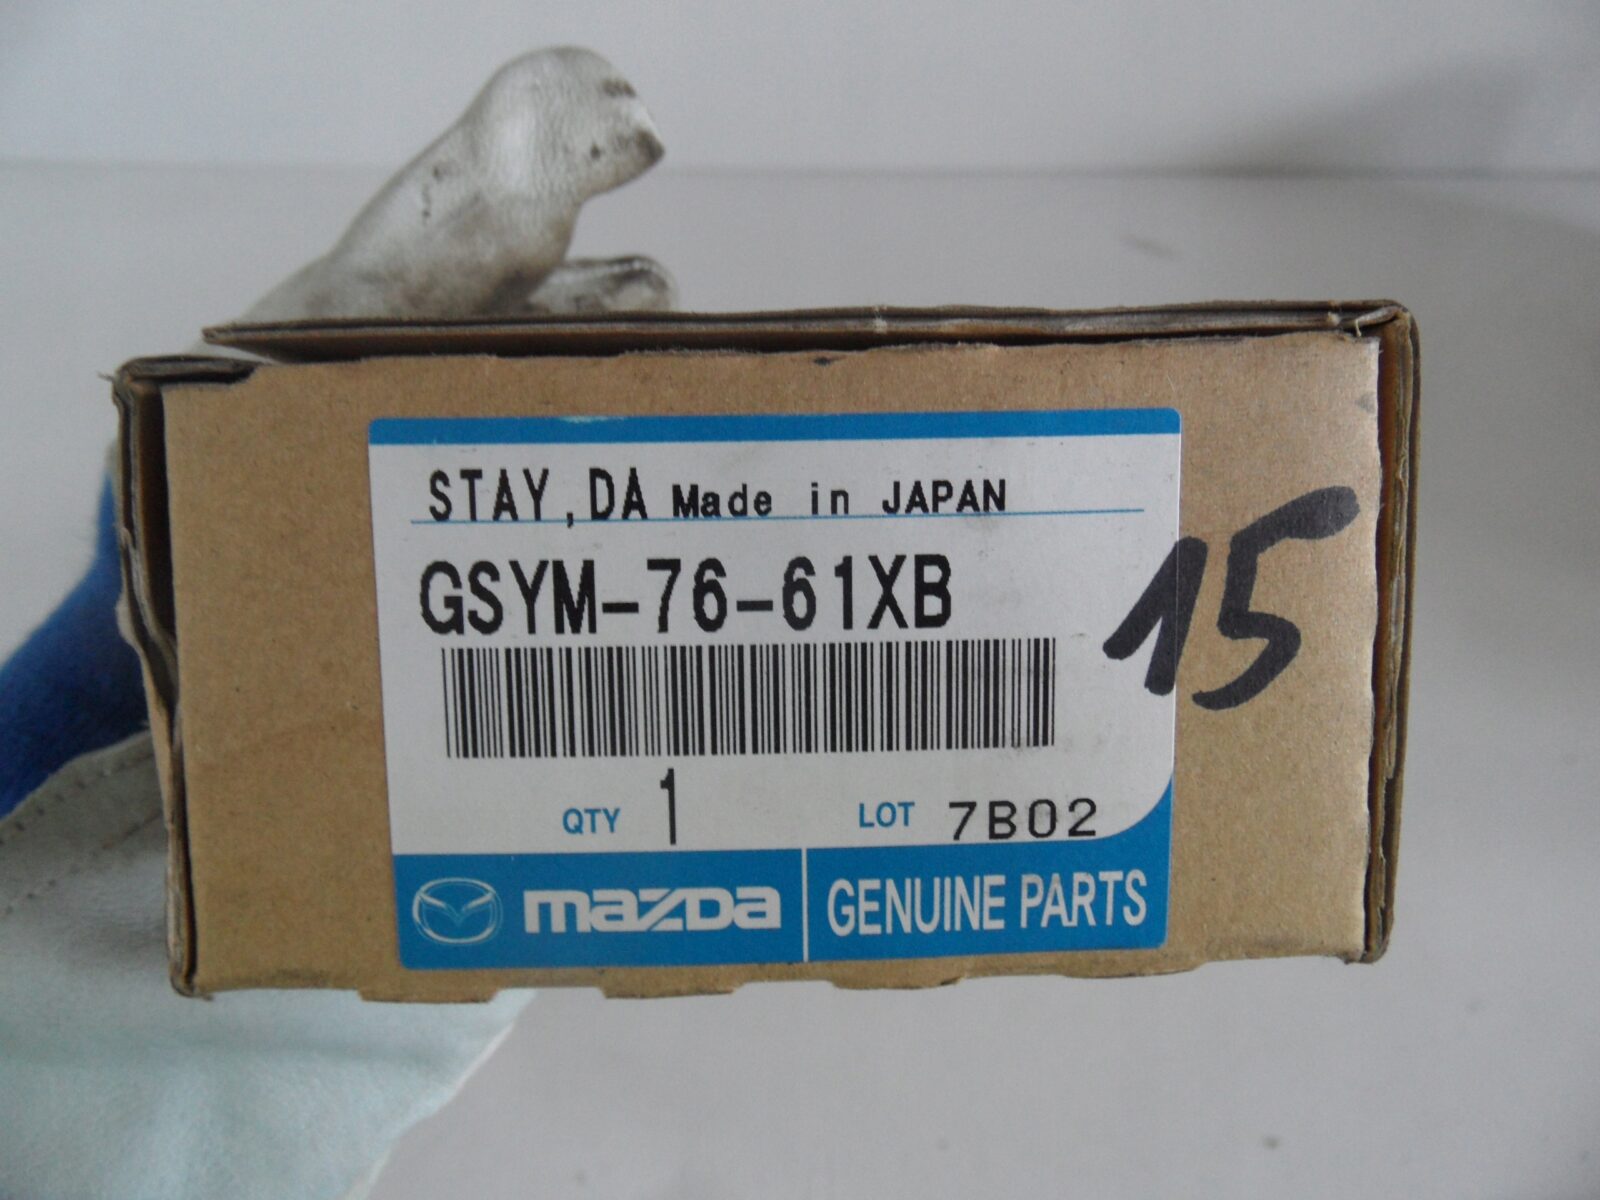 STAY,DA Made in JAPAN
GSYM-76-61XB
15
QTY 1 LOT 7B02
mazda GENUINE PARTS